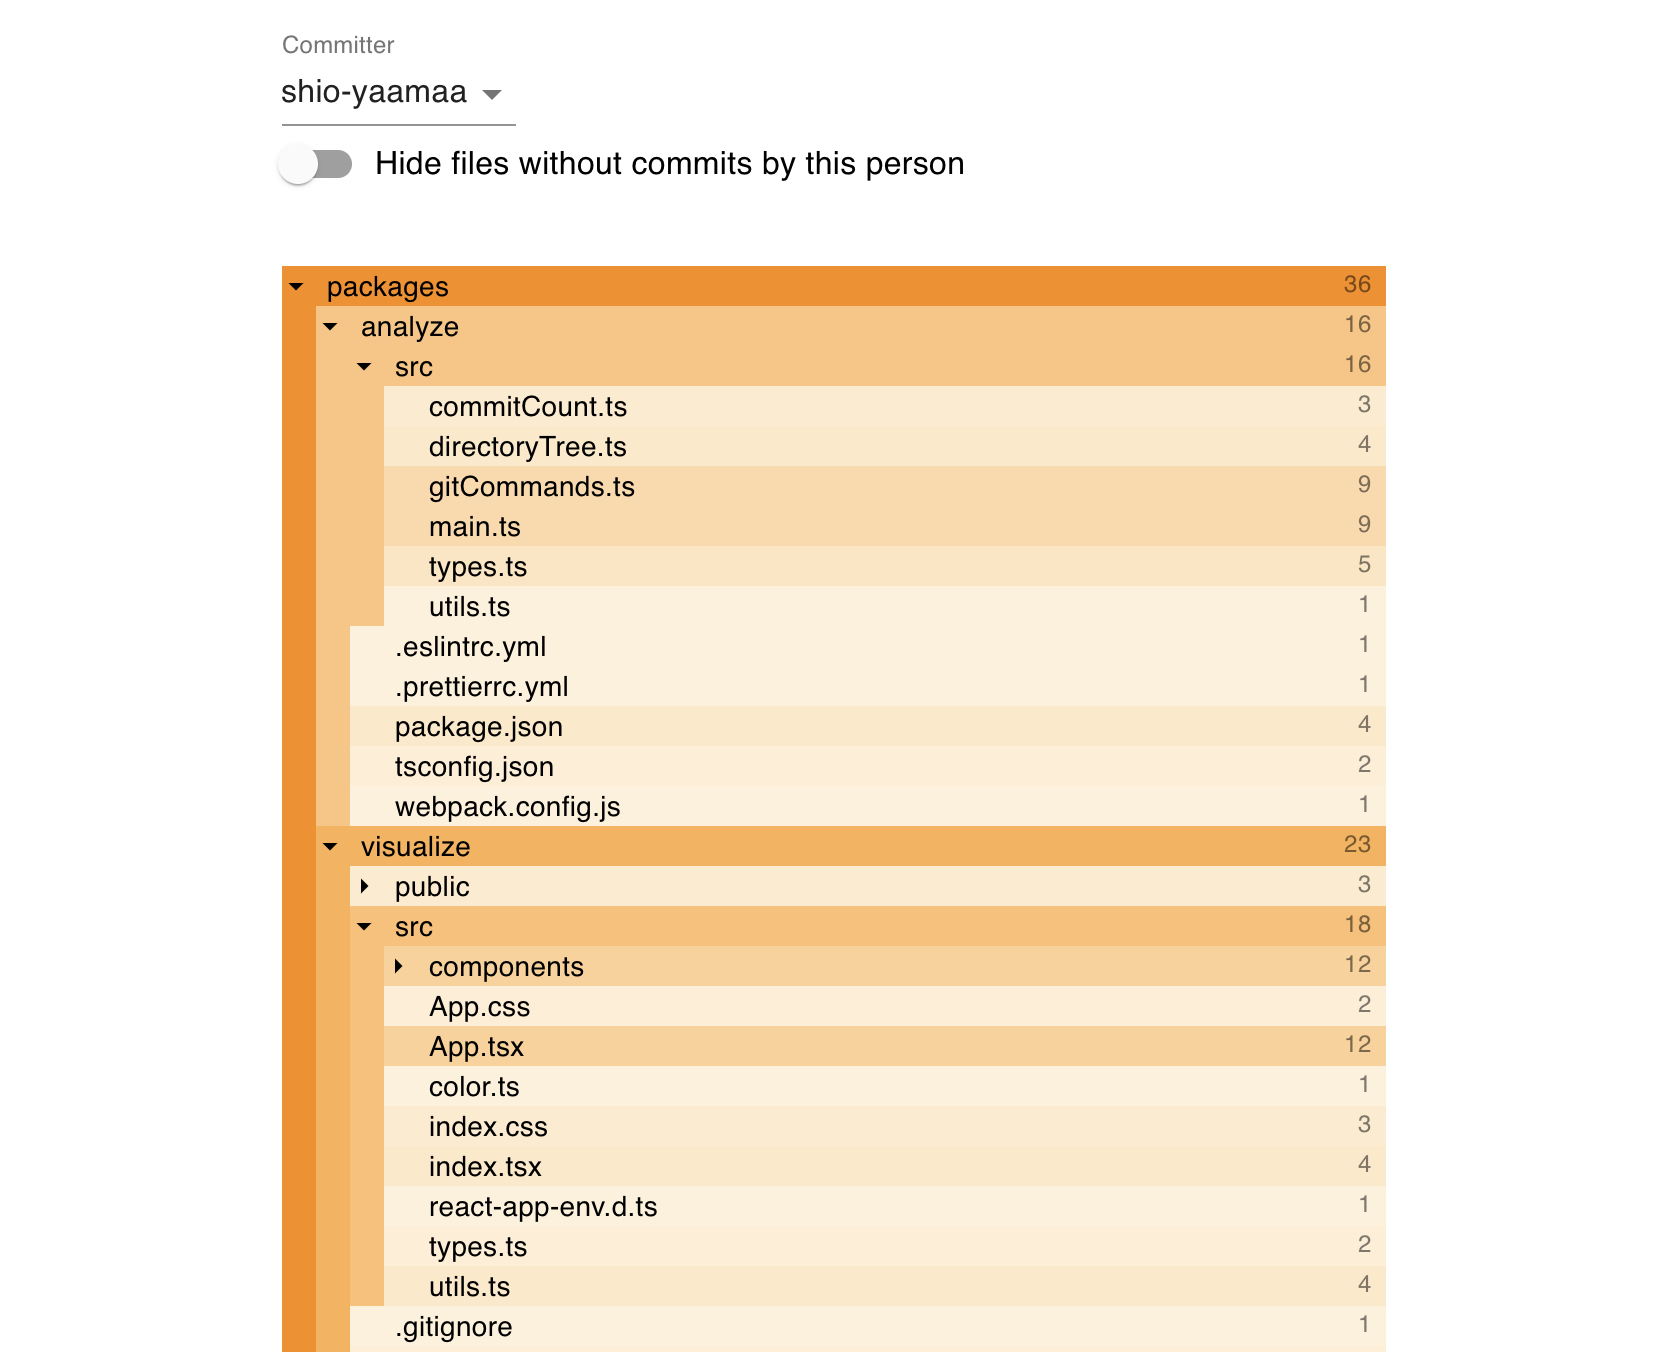 Committer
shio-yaamaa
Hide files without commits by this person
packages 36
analyze 16
src 16
commitCount.ts 3
directoryTree.ts 4
gitCommands.ts 9
main.ts 9
types.ts 5
utils.ts 1
.eslintrc.yml 1
.prettierrc.yml 1
package.json 4
tsconfig.json 2
webpack.config.js 1
visualize 23
public 3
src 18
components 12
App.css 2
App.tsx 12
color.ts 1
index.css 3
index.tsx 4
react-app-env.d.ts 1
types.ts 2
utils.ts 4
.gitignore 1